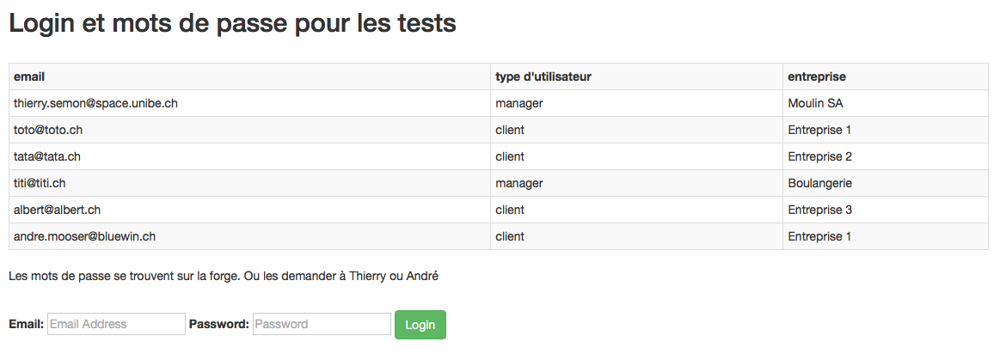 Login et mots de passe pour les tests
email type d'utilisateur entreprise
thierry.semon@space.unibe.ch manager Moulin SA
toto@toto.ch client Entreprise 1
tata@tata.ch client Entreprise 2
titi@titi.ch manager Boulangerie
albert@albert.ch client Entreprise 3
andre.mooser@bluewin.ch client Entreprise 1
Les mots de passe se trouvent sur la forge. Ou les demander à Thierry ou André
Email: Email Address Password: Password Login